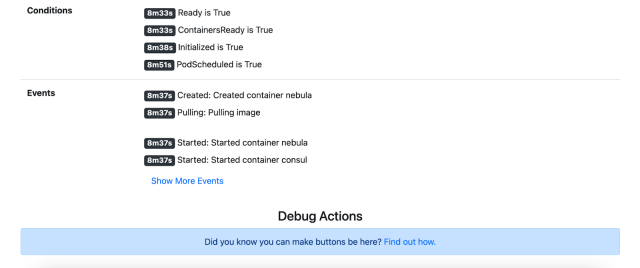 Conditions
8m33s Ready is True
8m33s ContainersReady is True
8m38s Initialized is True
8m51s PodScheduled is True
Events
8m37s Created: Created container nebula
8m37s Pulling: Pulling image
8m37s Started: Started container nebula
8m37s Started: Started container consul
Show More Events
Debug Actions
Did you know you can make buttons be here? Find out how.